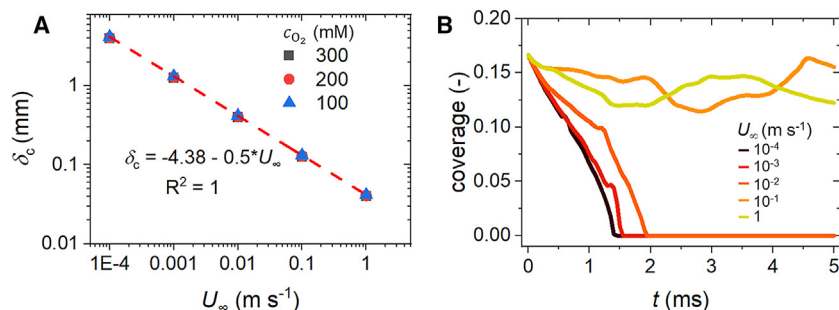 A
δc (mm)
1
0.1
0.01
cO₂ (mM)
300
200
100
δc = -4.38 - 0.5*U∞
R² = 1
1E-4 0.001 0.01 0.1 1
U∞ (m s⁻¹)
B
coverage (-)
0.20
0.15
0.10
0.05
0.00
U∞ (m s⁻¹)
10⁻⁴
10⁻³
10⁻²
10⁻¹
1
0 1 2 3 4 5
t (ms)